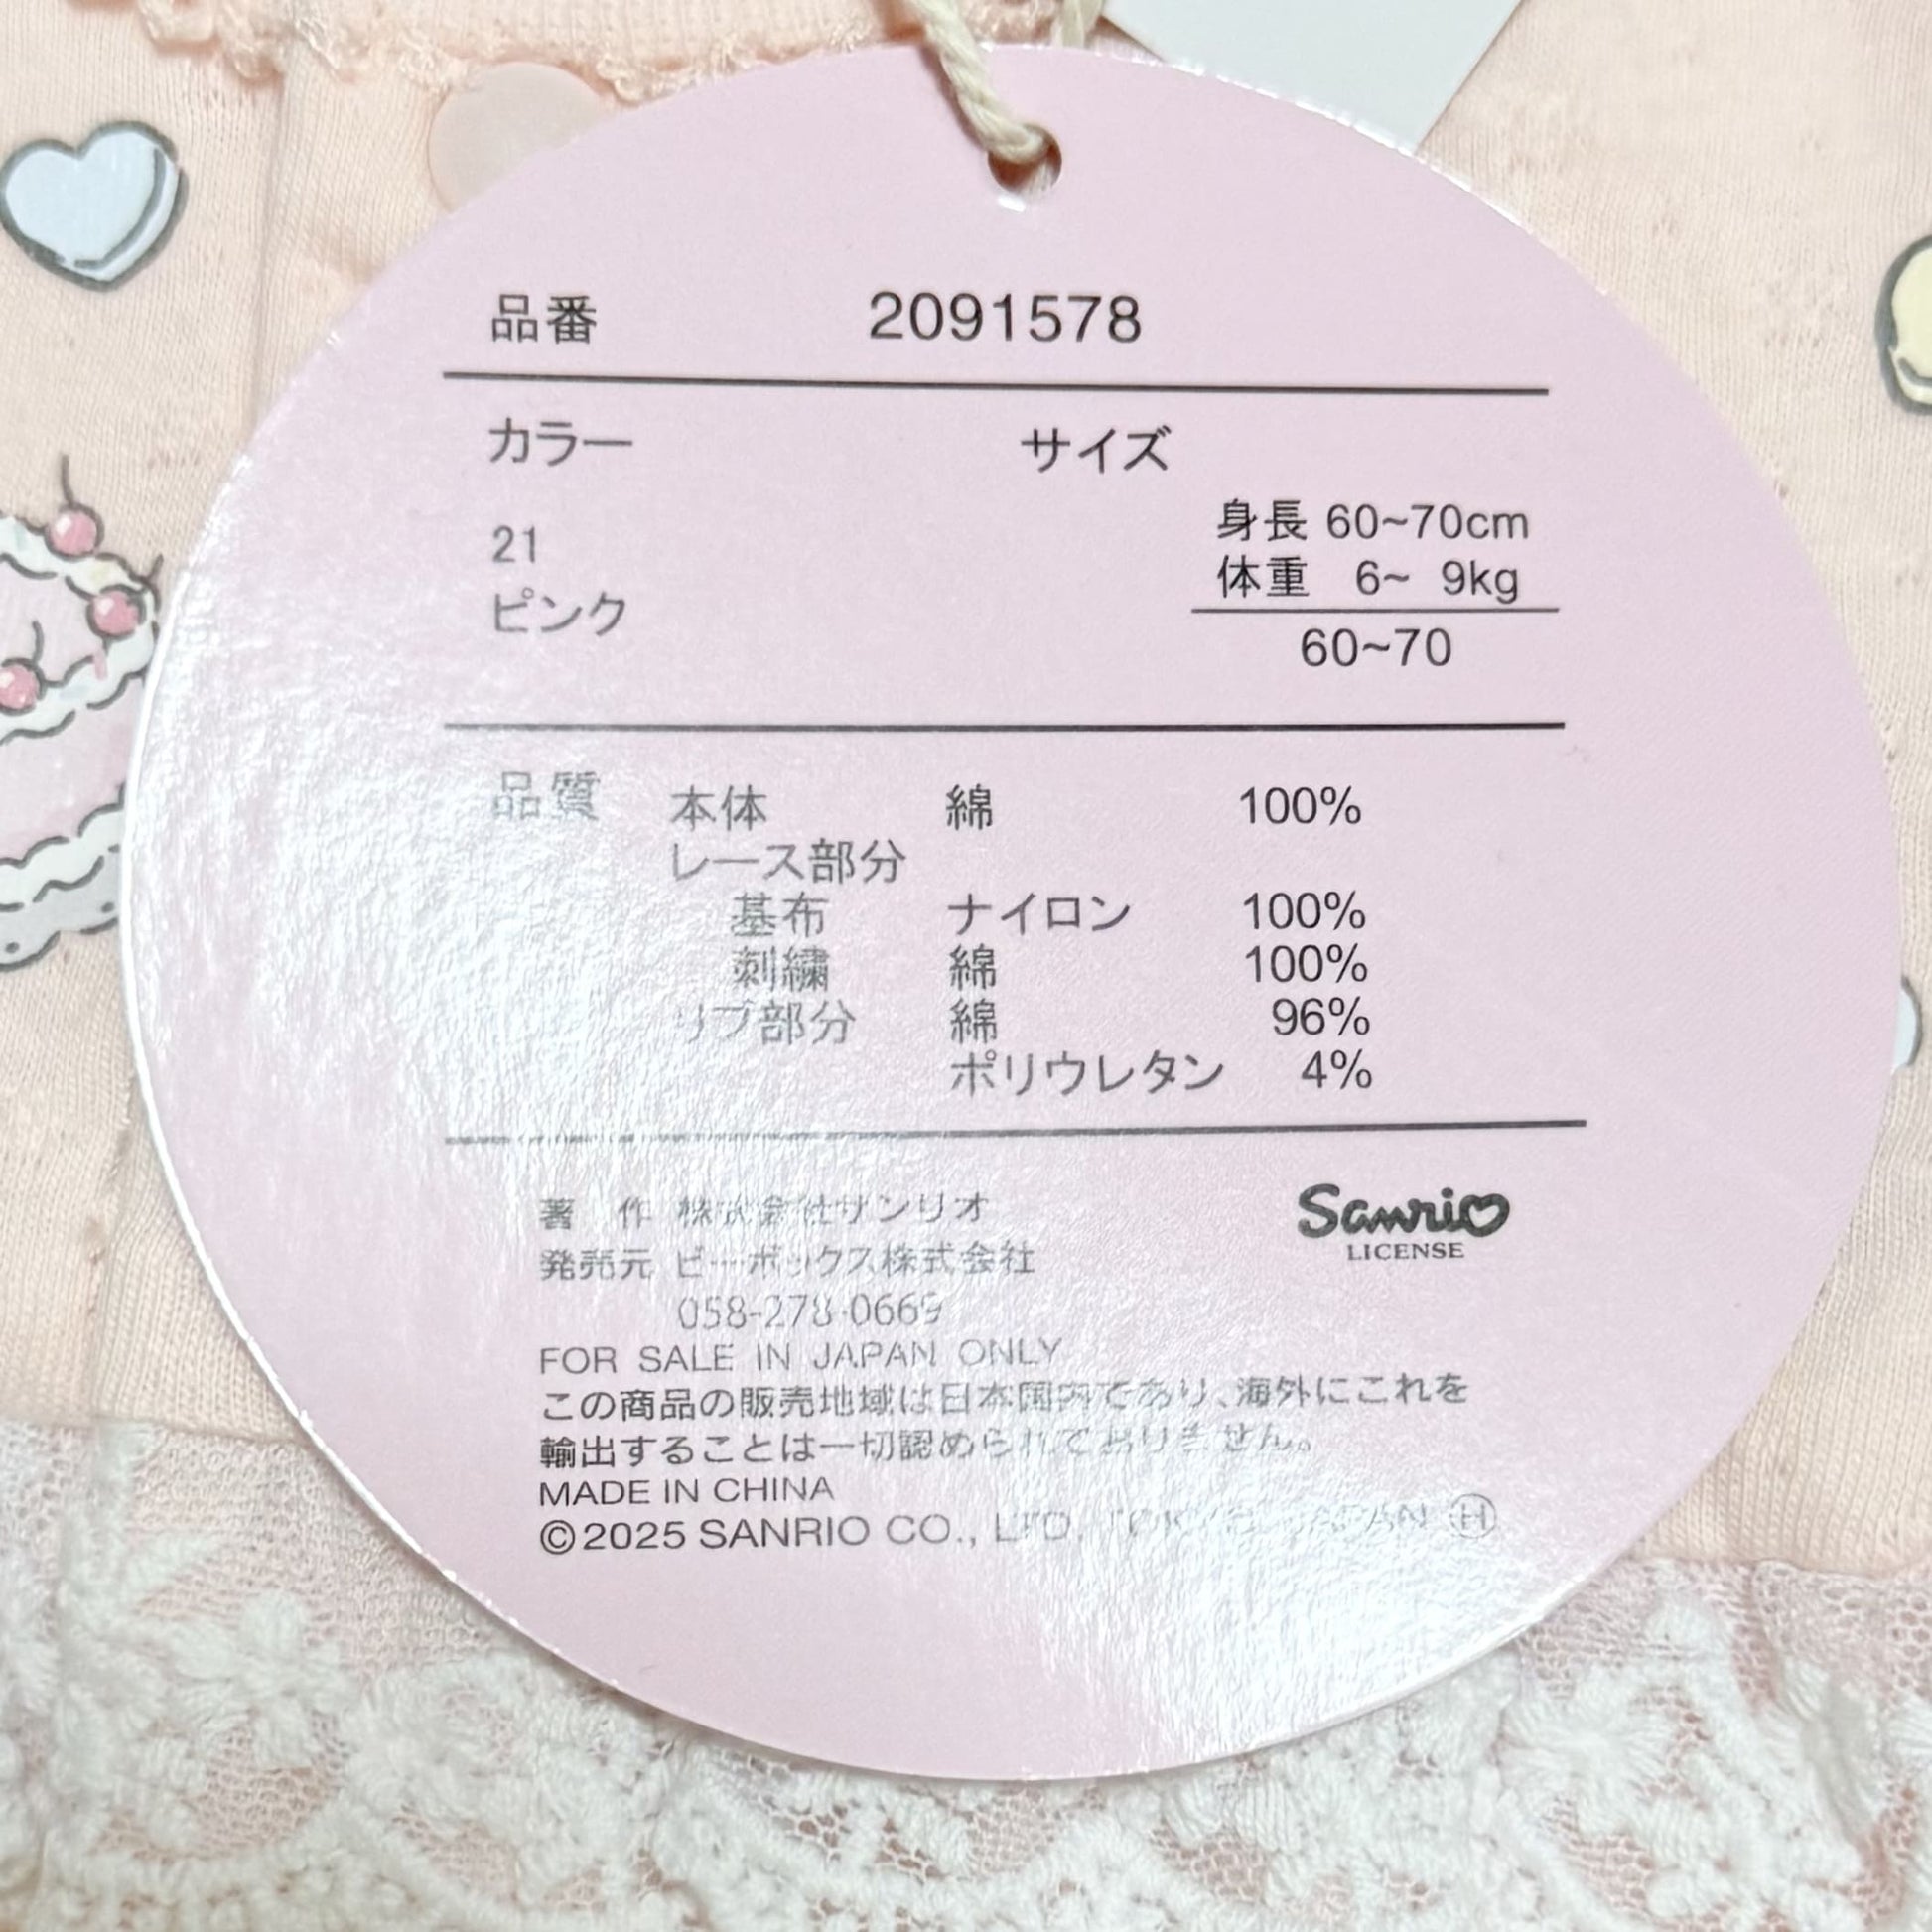 品番 2091578
カラー サイズ
21
ピンク
身長 60~70cm
体重 6~ 9kg
60~70
品質 本体 綿 100%
レース部分
基布 ナイロン 100%
刺繍 綿 100%
リブ部分 綿 96%
ポリウレタン 4%
著 作 株式会社サンリオ
発売元 ビーボックス株式会社
058-278-0669
Sanrio
LICENSE
FOR SALE IN JAPAN ONLY
この商品の販売地域は日本国内であり、海外にこれを
輸出することは一切認められておりません。
MADE IN CHINA
©2025 SANRIO CO., LTD. TOKYO, JAPAN Ⓗ